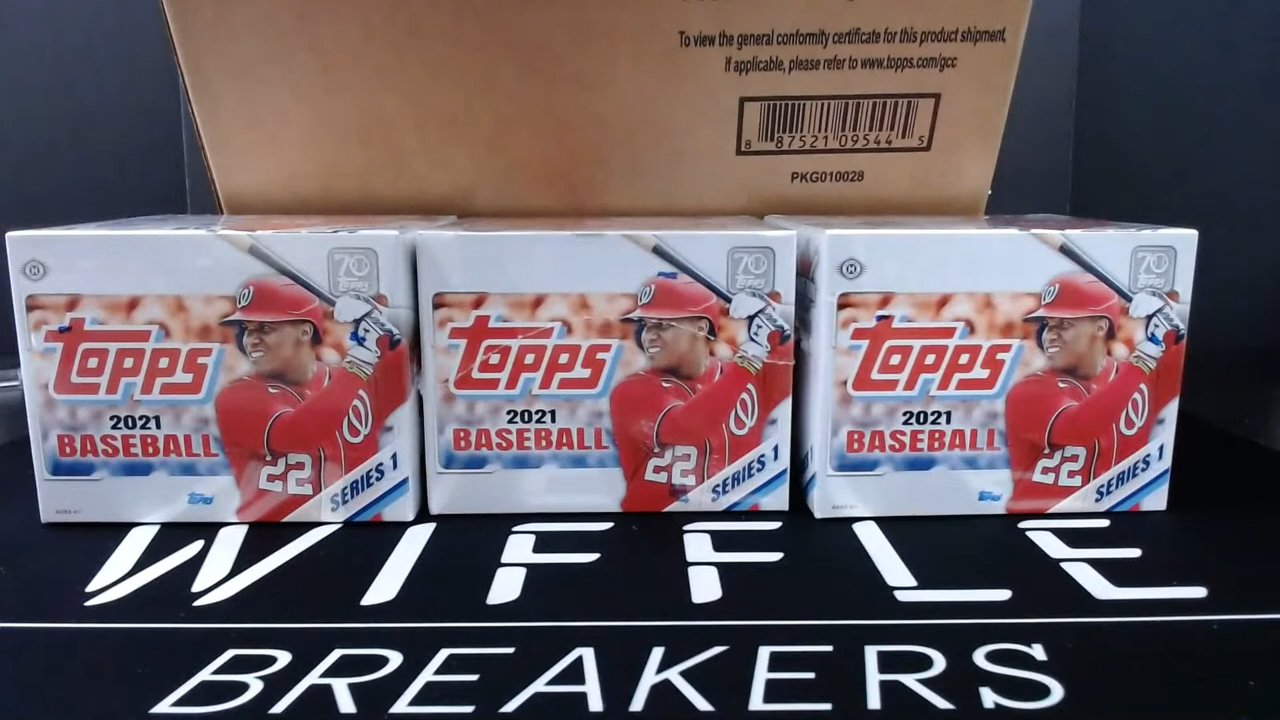 To view the general conformity certificate for this product shipment,
if applicable, please refer to www.topps.com/gcc
8 87521 09544 5
PKG010028
H
70
TOPPS
W
Topps
2021
BASEBALL
22
W
SERIES 1
Topps
70
TOPPS
W
Topps
2021
BASEBALL
22
W
SERIES 1
H
70
TOPPS
W
Topps
2021
BASEBALL
22
W
SERIES 1
Topps
WIFFLE
BREAKERS